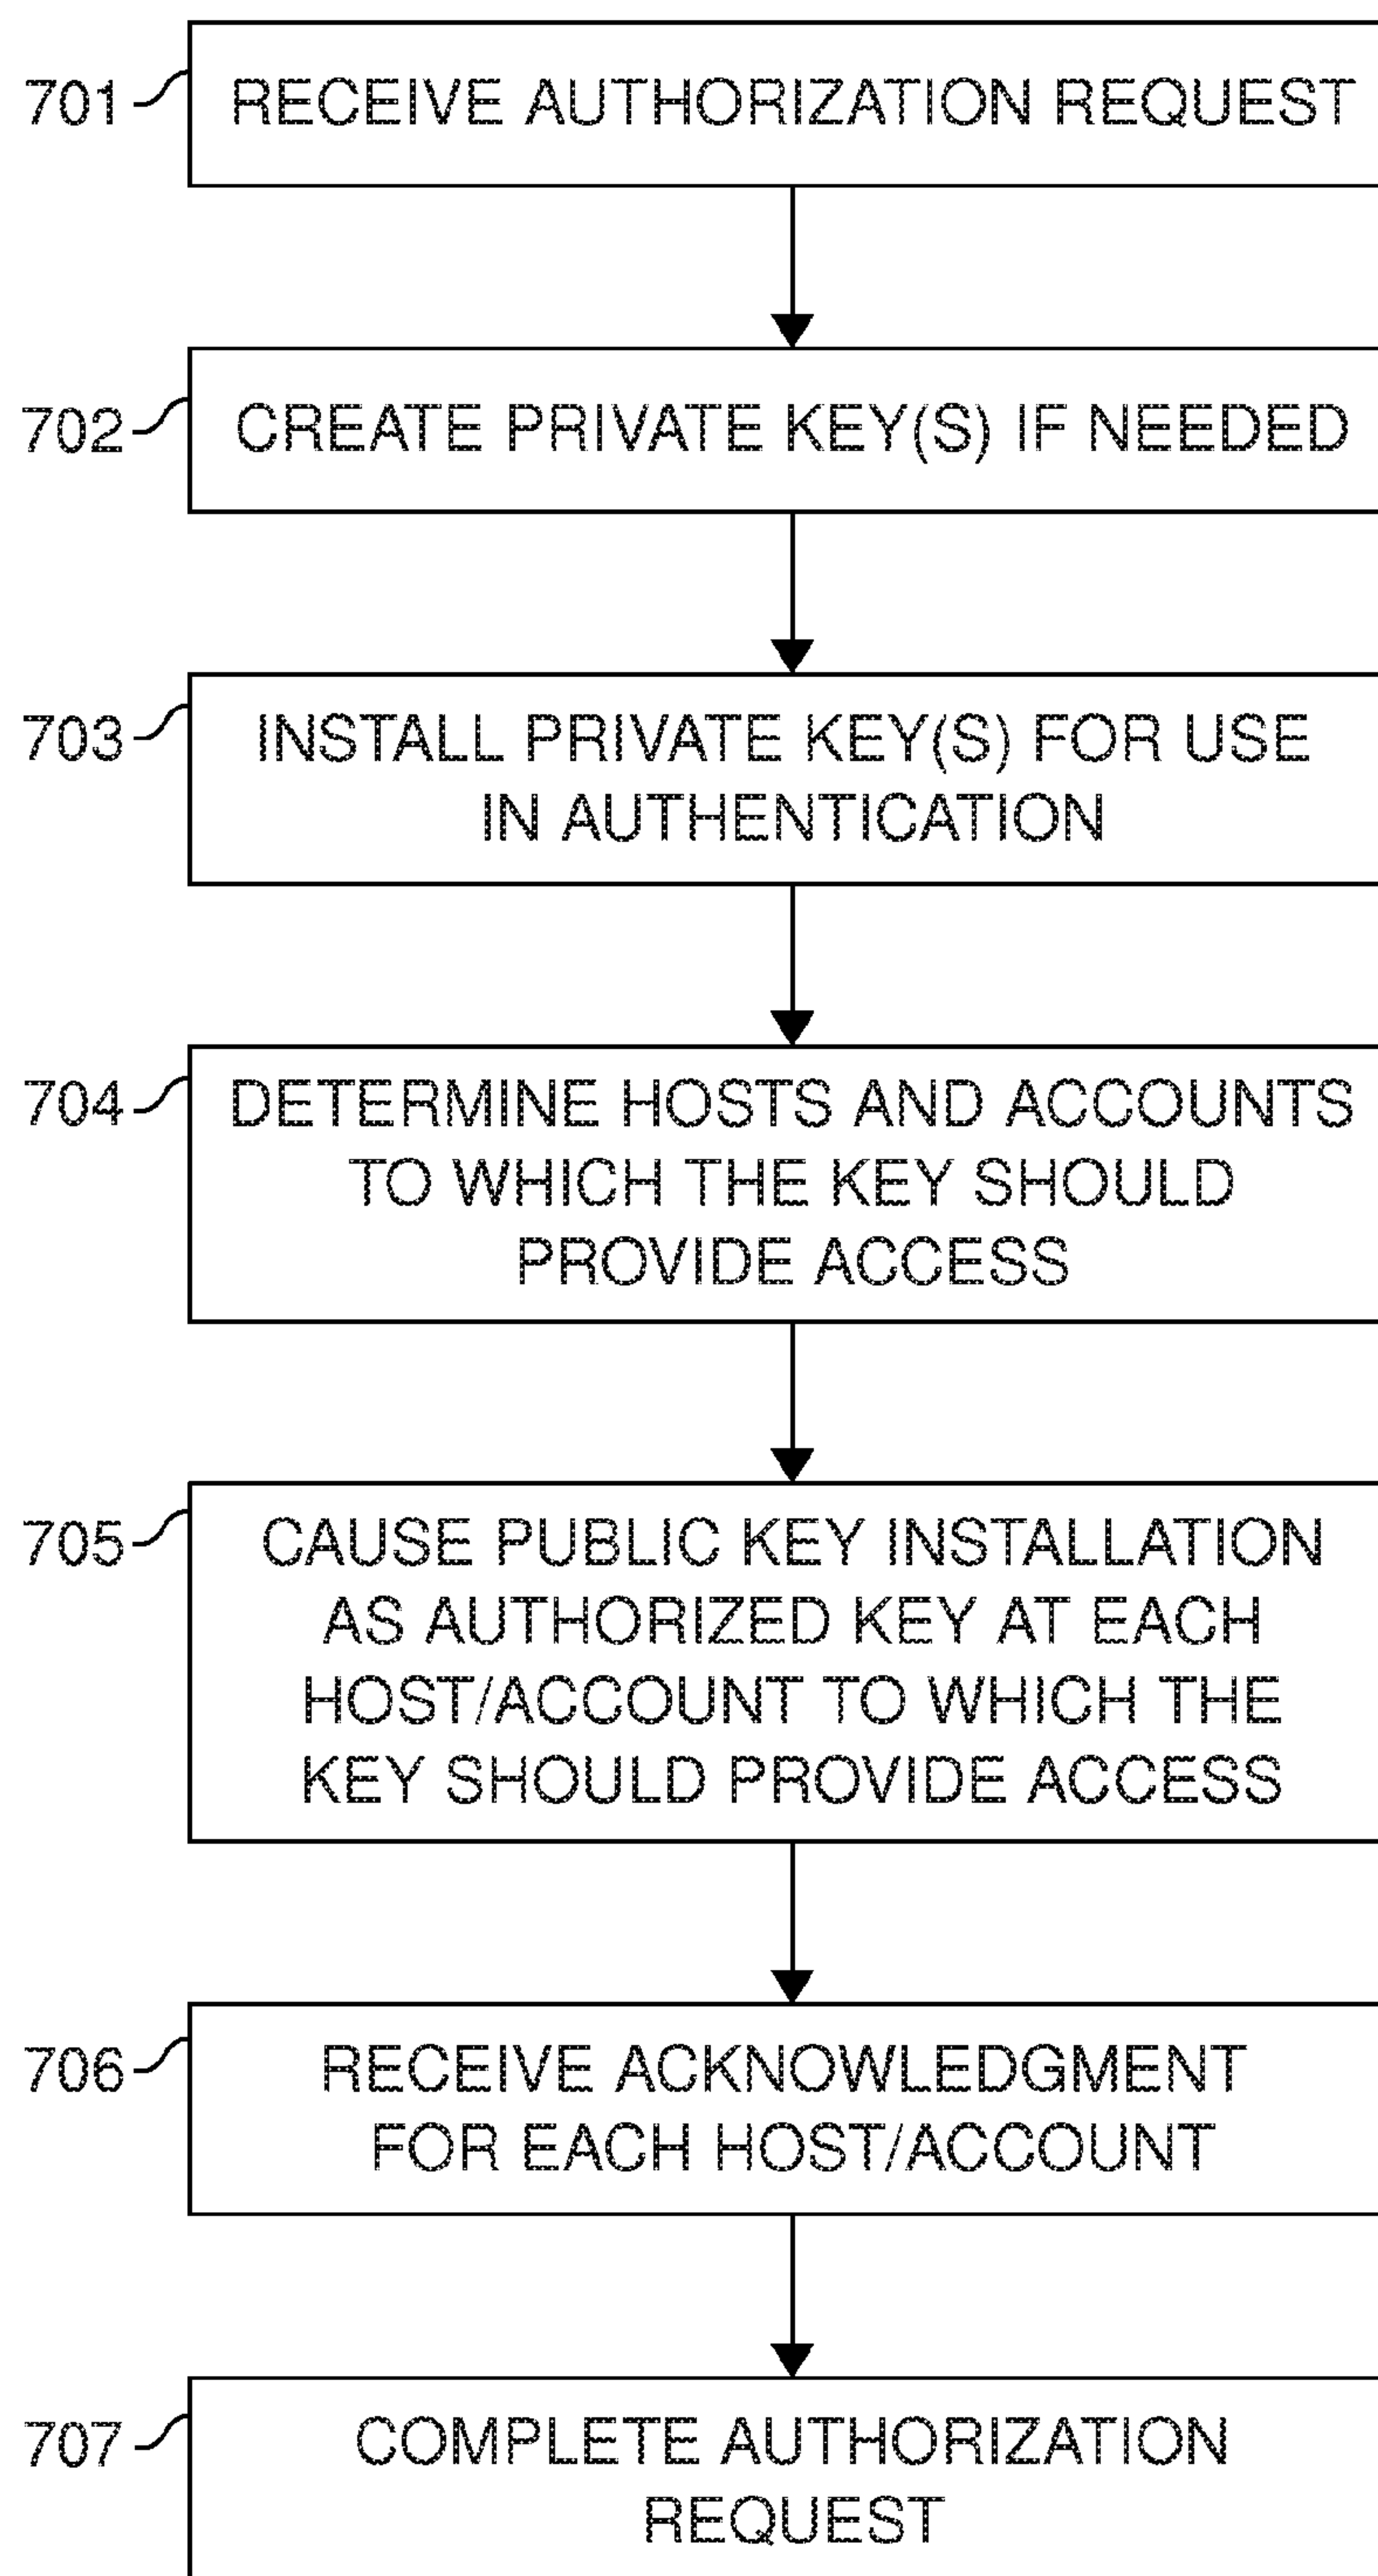 701 RECEIVE AUTHORIZATION REQUEST
702 CREATE PRIVATE KEY(S) IF NEEDED
703 INSTALL PRIVATE KEY(S) FOR USE
IN AUTHENTICATION
704 DETERMINE HOSTS AND ACCOUNTS
TO WHICH THE KEY SHOULD
PROVIDE ACCESS
705 CAUSE PUBLIC KEY INSTALLATION
AS AUTHORIZED KEY AT EACH
HOST/ACCOUNT TO WHICH THE
KEY SHOULD PROVIDE ACCESS
706 RECEIVE ACKNOWLEDGMENT
FOR EACH HOST/ACCOUNT
707 COMPLETE AUTHORIZATION
REQUEST